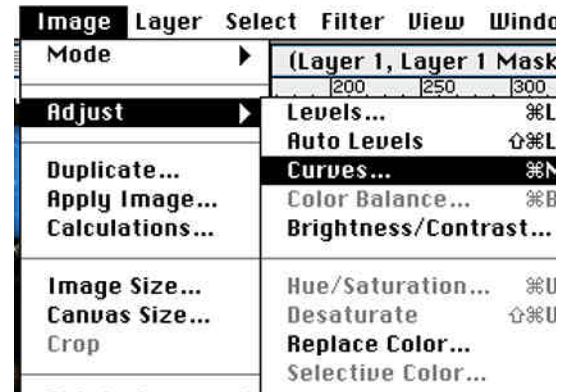 Image Layer Select Filter View Windo
Mode
(Layer 1, Layer 1 Mask
200 250 300
Adjust
Levels... ⌘L
Auto Levels ⇧⌘L
Duplicate...
Curves... ⌘M
Apply Image...
Color Balance... ⌘B
Calculations...
Brightness/Contrast...
Image Size...
Hue/Saturation... ⌘U
Canvas Size...
Desaturate ⇧⌘U
Crop
Replace Color...
Selective Color...